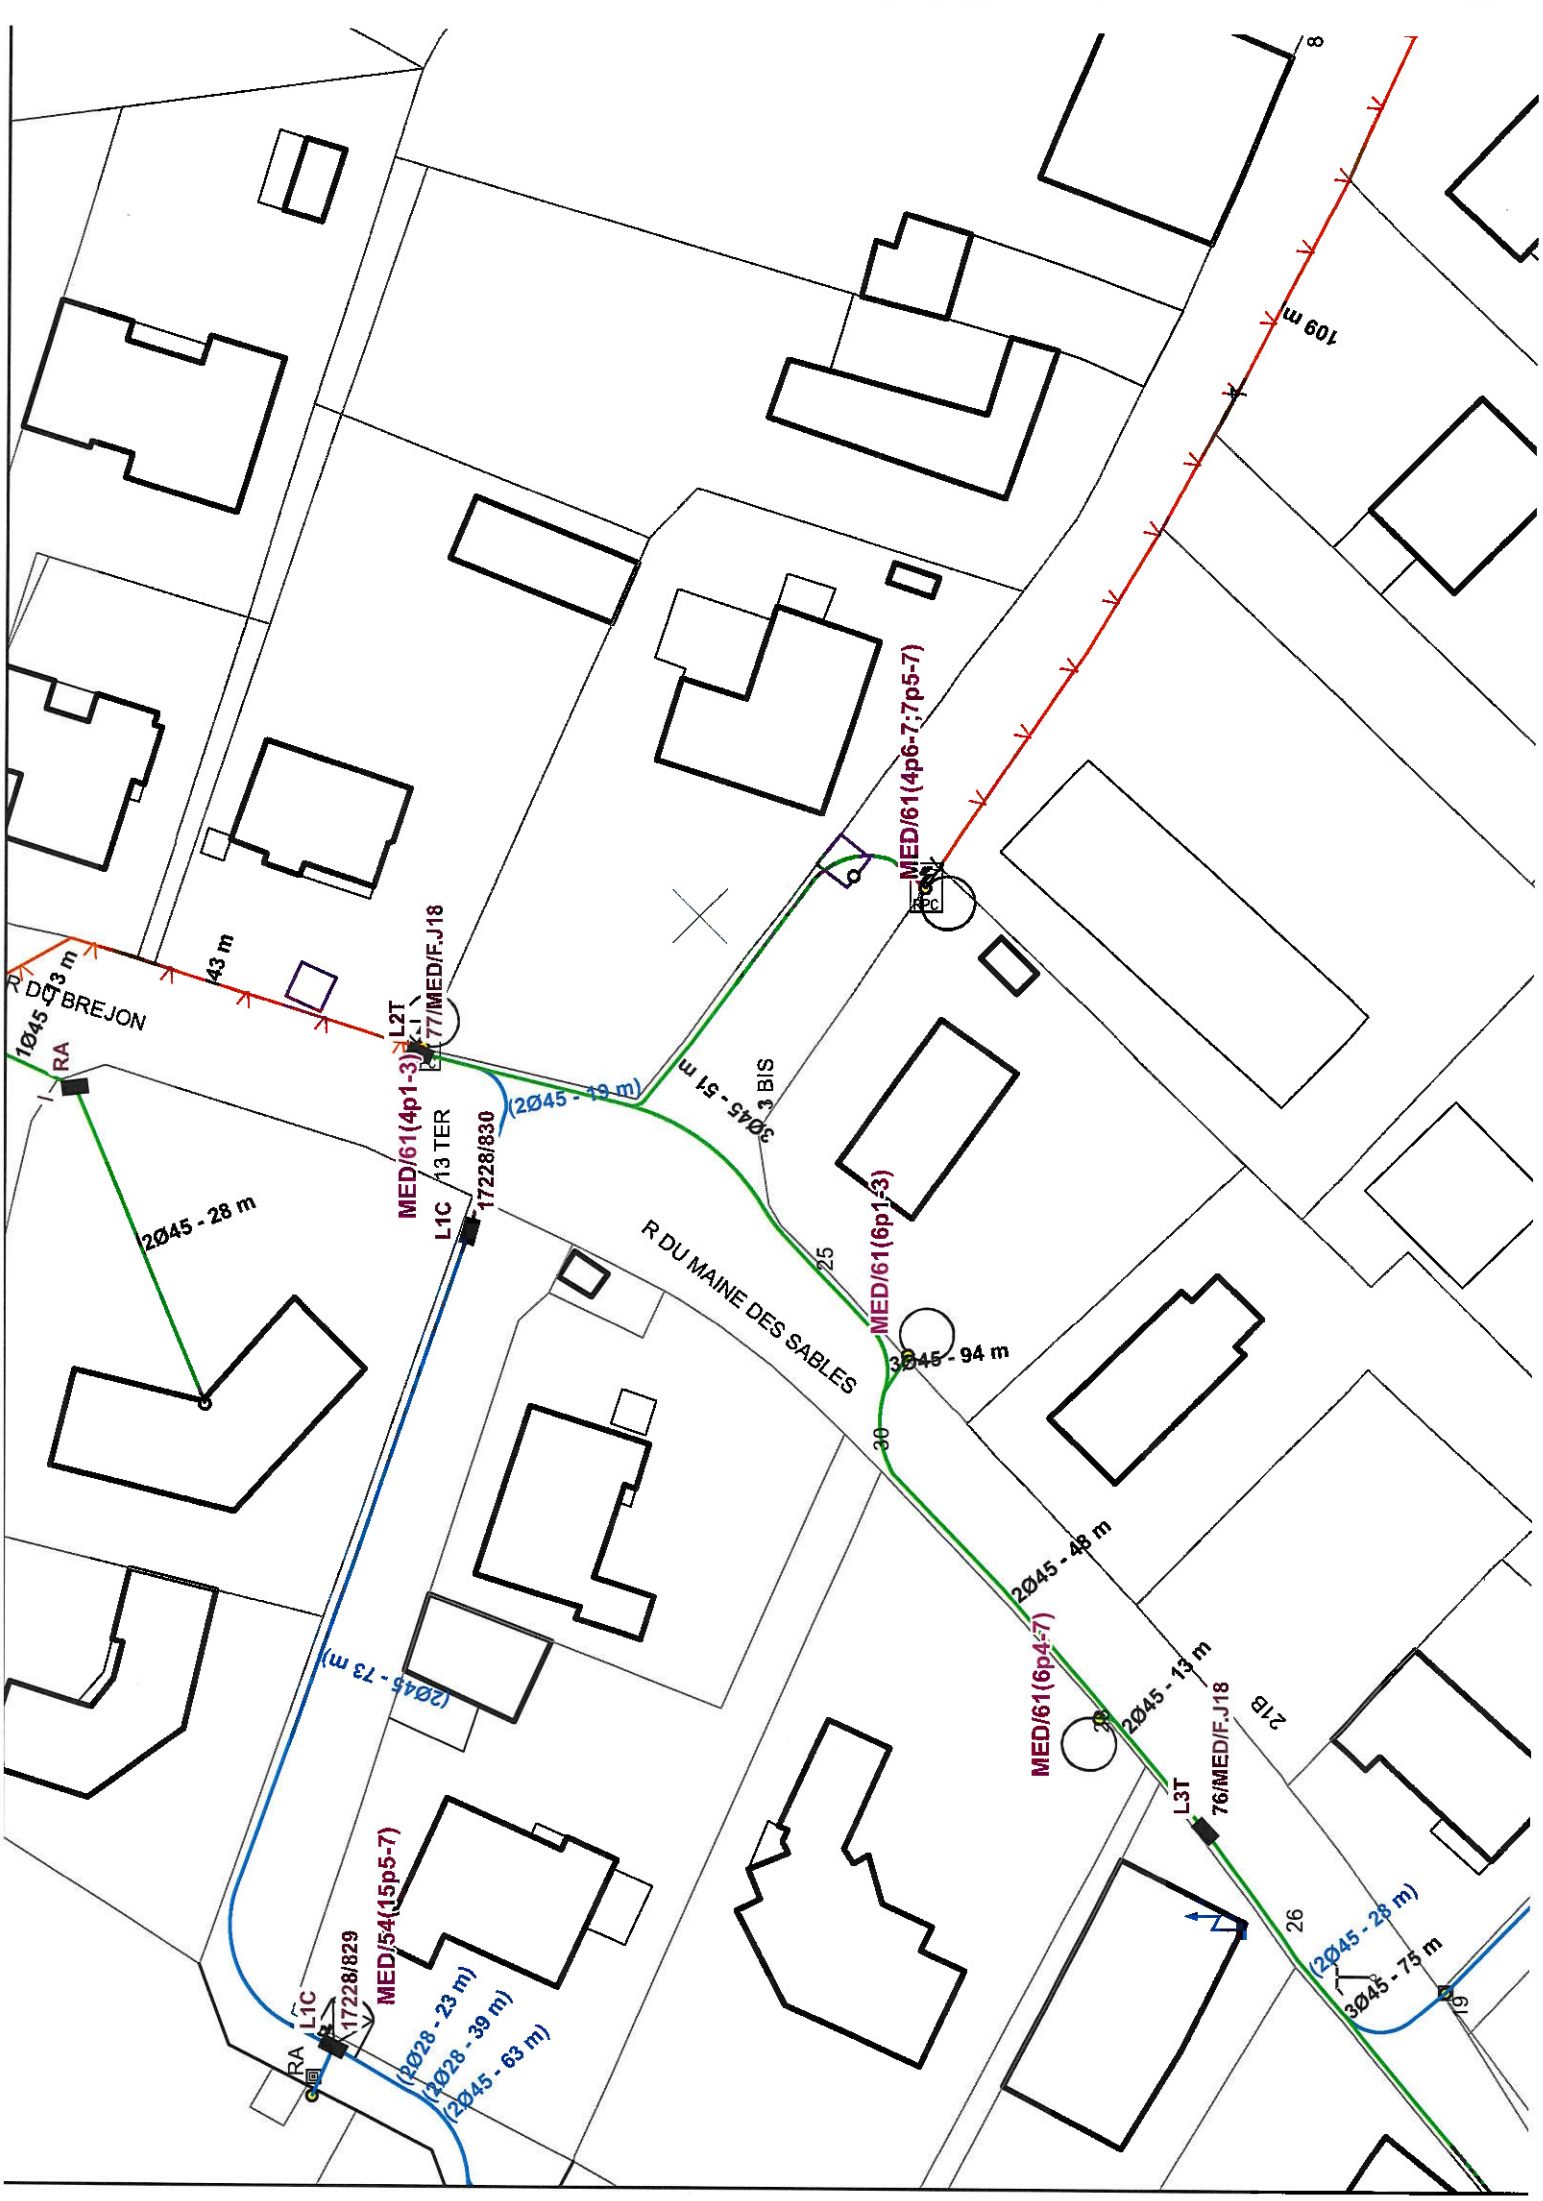 8
109 m
MED/61(4p6-7;7p5-7)
RPC
43 m
R DU BREJON
1Ø45 - 13 m
RA
L2T
77/MED/F.J18
MED/61(4p1-3)
13 TER
(2Ø45 - 19 m)
17228/830
L1C
3Ø45 - 51 m
3 BIS
2Ø45 - 28 m
R DU MAINE DES SABLES
25
MED/61(6p1-3)
3Ø45 - 94 m
30
2Ø45 - 48 m
MED/61(6p4-7)
2Ø45 - 13 m
28
21B
L3T
76/MED/F.J18
(2Ø45 - 73 m)
MED/54(15p5-7)
L1C
17228/829
RA
(2Ø28 - 23 m)
(2Ø28 - 39 m)
(2Ø45 - 63 m)
26
(2Ø45 - 28 m)
3Ø45 - 75 m
19